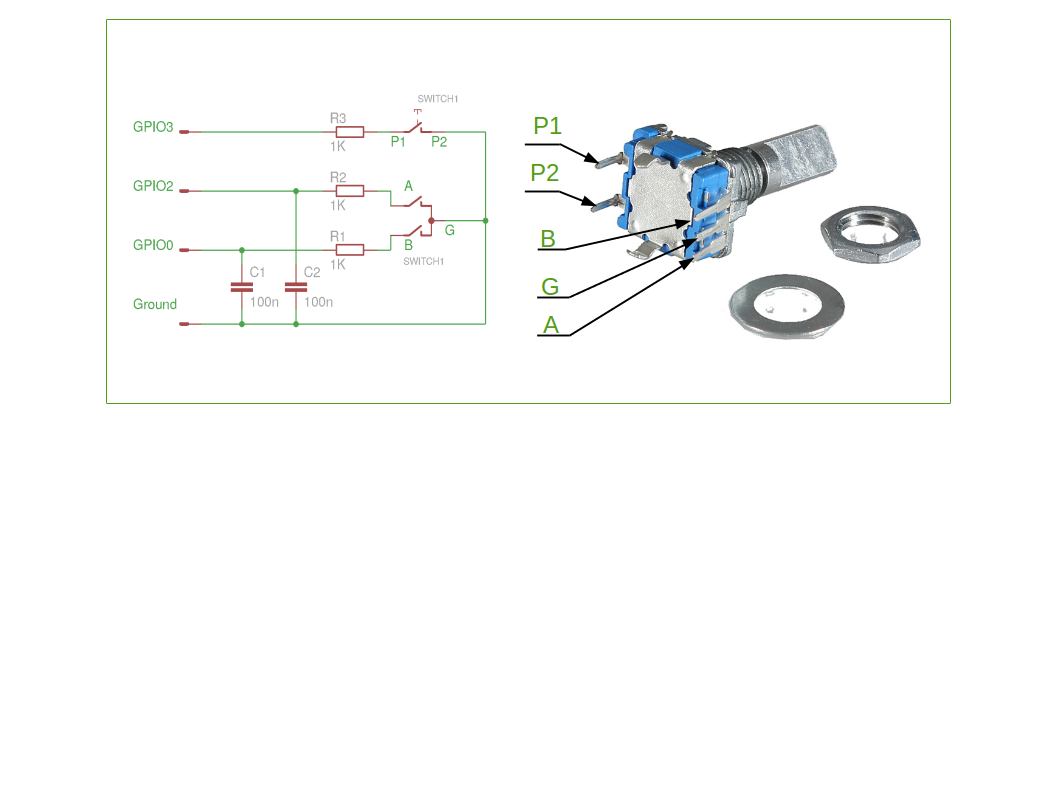 SWITCH1
GPIO3
R3
1K
P1
P2
GPIO2
R2
1K
A
G
GPIO0
R1
1K
B
SWITCH1
C1
100n
C2
100n
Ground
P1
P2
B
G
A